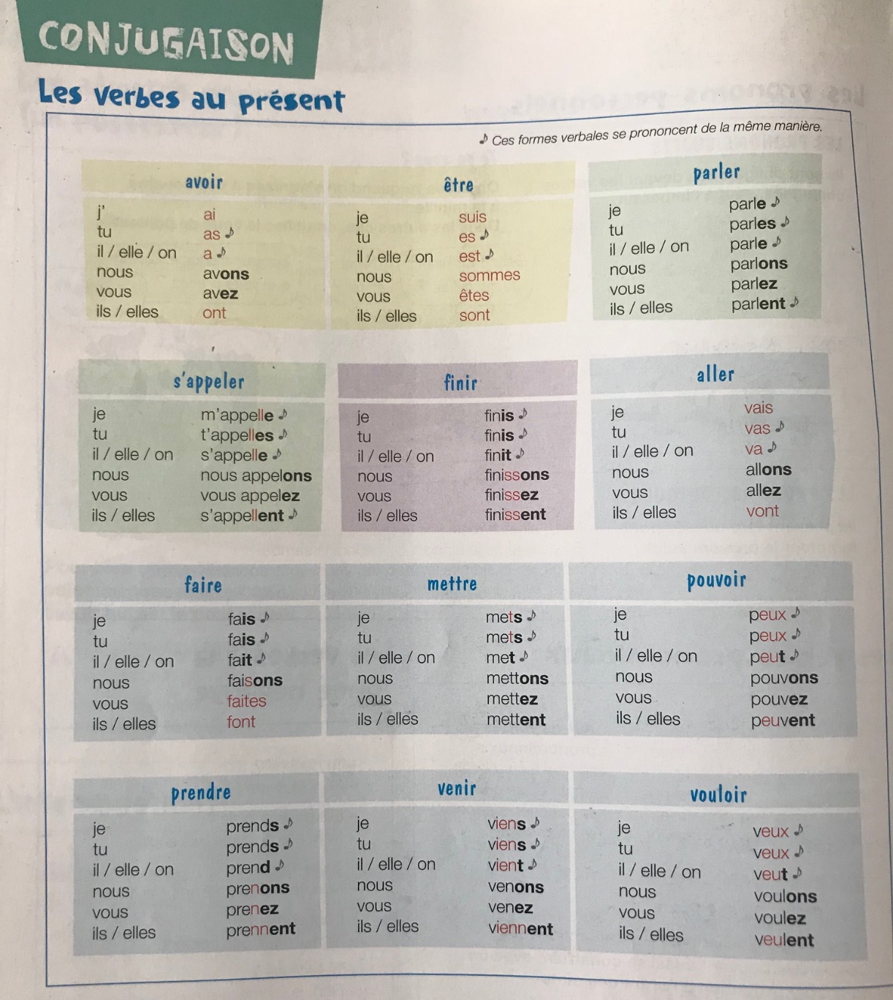 CONJUGAISON
Les verbes au présent
♪ Ces formes verbales se prononcent de la même manière.
avoir
j' ai
tu as ♪
il / elle / on a ♪
nous avons
vous avez
ils / elles ont
être
je suis
tu es ♪
il / elle / on est ♪
nous sommes
vous êtes
ils / elles sont
parler
je parle ♪
tu parles ♪
il / elle / on parle ♪
nous parlons
vous parlez
ils / elles parlent ♪
s'appeler
je m'appelle ♪
tu t'appelles ♪
il / elle / on s'appelle ♪
nous nous appelons
vous vous appelez
ils / elles s'appellent ♪
finir
je finis ♪
tu finis ♪
il / elle / on finit ♪
nous finissons
vous finissez
ils / elles finissent
aller
je vais
tu vas ♪
il / elle / on va ♪
nous allons
vous allez
ils / elles vont
faire
je fais ♪
tu fais ♪
il / elle / on fait ♪
nous faisons
vous faites
ils / elles font
mettre
je mets ♪
tu mets ♪
il / elle / on met ♪
nous mettons
vous mettez
ils / elles mettent
pouvoir
je peux ♪
tu peux ♪
il / elle / on peut ♪
nous pouvons
vous pouvez
ils / elles peuvent
prendre
je prends ♪
tu prends ♪
il / elle / on prend ♪
nous prenons
vous prenez
ils / elles prennent
venir
je viens ♪
tu viens ♪
il / elle / on vient ♪
nous venons
vous venez
ils / elles viennent
vouloir
je veux ♪
tu veux ♪
il / elle / on veut ♪
nous voulons
vous voulez
ils / elles veulent